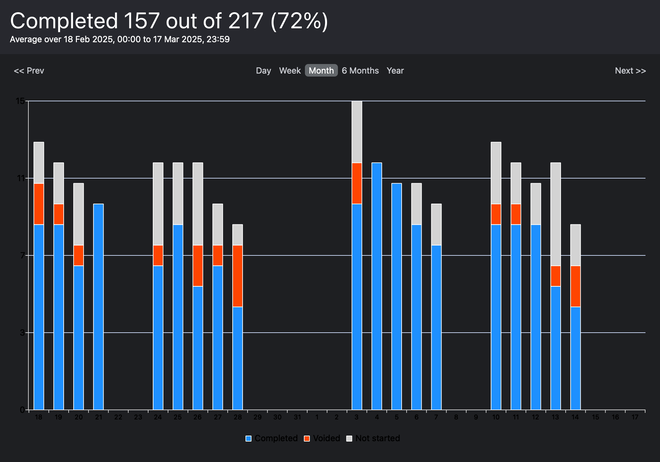 Completed 157 out of 217 (72%)
Average over 18 Feb 2025, 00:00 to 17 Mar 2025, 23:59
<< Prev Day Week Month 6 Months Year Next >>
15
11
7
3
0
18 19 20 21 22 23 24 25 26 27 28 29 30 31 1 2 3 4 5 6 7 8 9 10 11 12 13 14 15 16 17
Completed Voided Not started